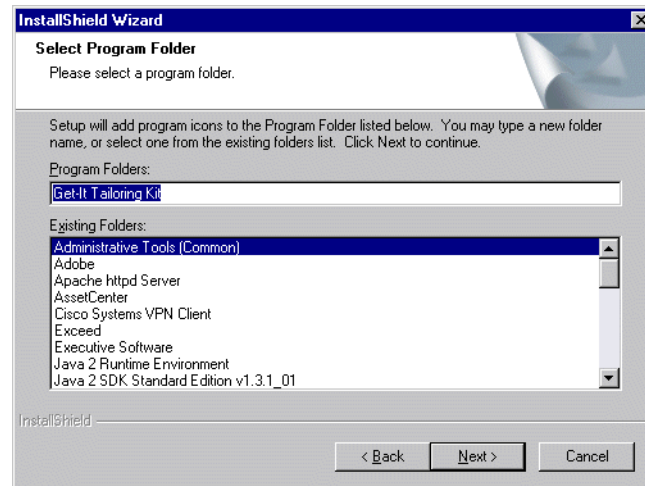 InstallShield Wizard
Select Program Folder
Please select a program folder.
Setup will add program icons to the Program Folder listed below. You may type a new folder
name, or select one from the existing folders list. Click Next to continue.
Program Folders:
Get-It Tailoring Kit
Existing Folders:
Administrative Tools (Common)
Adobe
Apache httpd Server
AssetCenter
Cisco Systems VPN Client
Exceed
Executive Software
Java 2 Runtime Environment
Java 2 SDK Standard Edition v1.3.1_01
InstallShield
< Back Next > Cancel